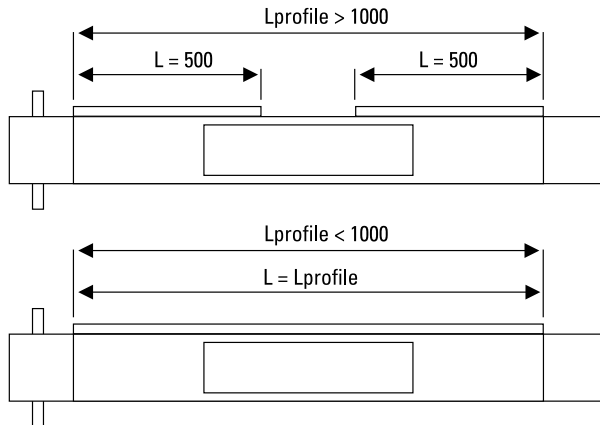 Lprofile > 1000
L = 500
L = 500
Lprofile < 1000
L = Lprofile